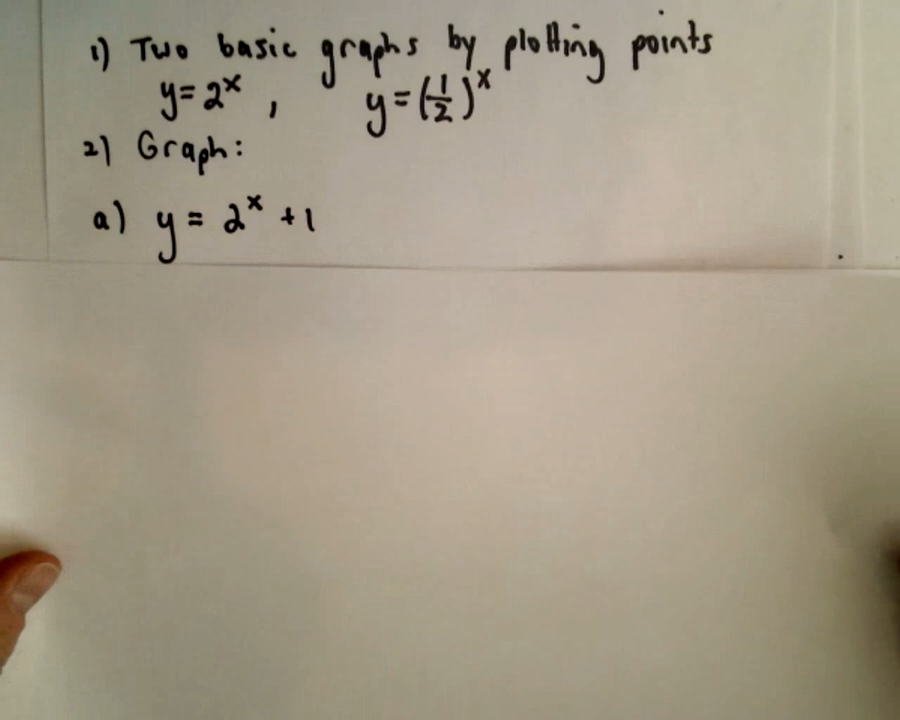 1) Two basic graphs by plotting points
y=2^x , y=(1/2)^x
2) Graph:
a) y = 2^x +1